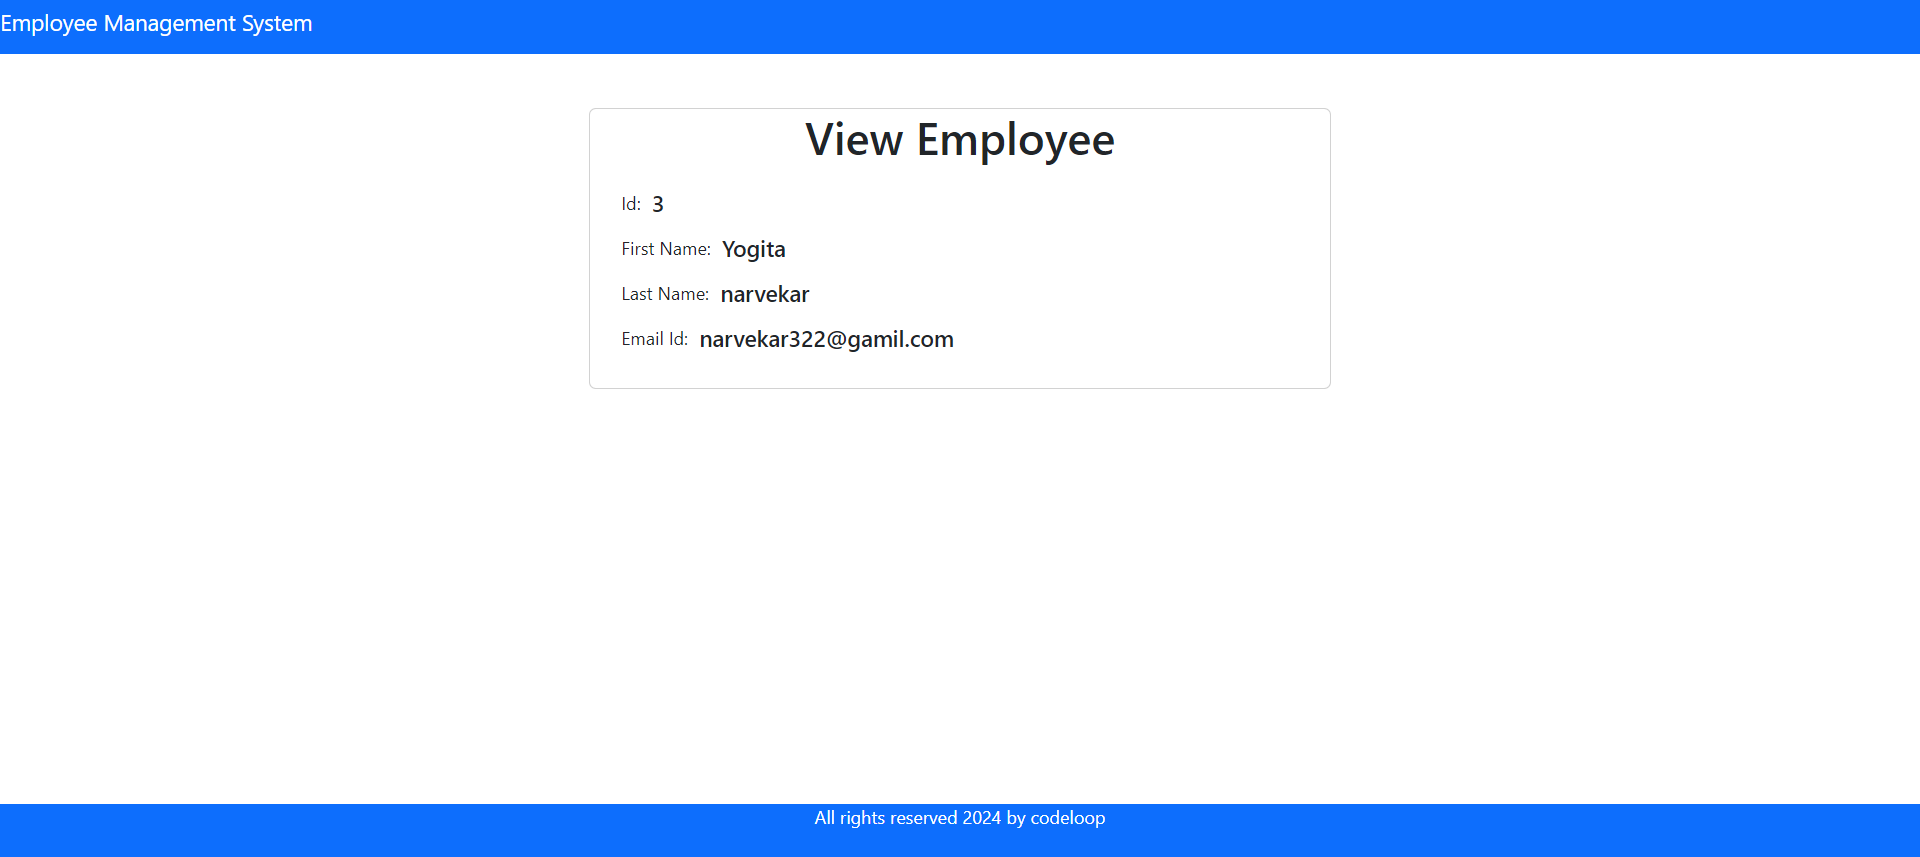 Employee Management System
View Employee
Id: 3
First Name: Yogita
Last Name: narvekar
Email Id: narvekar322@gamil.com
All rights reserved 2024 by codeloop